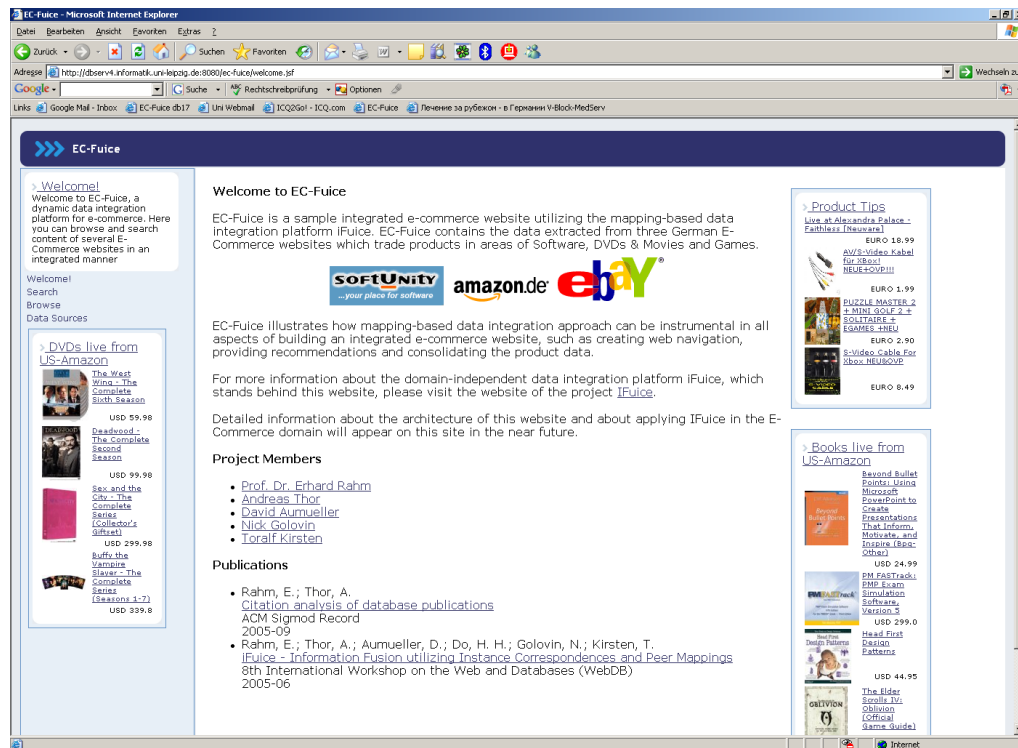 EC-Fuice - Microsoft Internet Explorer
Datei Bearbeiten Ansicht Favoriten Extras ?
Zurück Suchen Favoriten
Adresse http://dbserv4.informatik.uni-leipzig.de:8080/ec-fuice/welcome.jsf Wechseln zu
Google Suche Rechtschreibprüfung Optionen
Links Google Mail - Inbox EC-Fuice db17 Uni Webmail ICQ2Go! - ICQ.com EC-Fuice Лечение за рубежом - в Германии V-Block-MedServ
EC-Fuice
> Welcome!
Welcome to EC-Fuice, a
dynamic data integration
platform for e-commerce. Here
you can browse and search
content of several E-
Commerce websites in an
integrated manner
Welcome!
Search
Browse
Data Sources
> DVDs live from
US-Amazon
The West
Wing - The
Complete
Sixth Season
USD 59.98
DEADWOOD
Deadwood -
The Complete
Second
Season
USD 99.98
Sex and the
City - The
Complete
Series
(Collector's
Giftset)
USD 299.98
Buffy the
Vampire
Slayer - The
Complete
Series
(Seasons 1-7)
USD 339.8
Welcome to EC-Fuice
EC-Fuice is a sample integrated e-commerce website utilizing the mapping-based data
integration platform iFuice. EC-Fuice contains the data extracted from three German E-
Commerce websites which trade products in areas of Software, DVDs & Movies and Games.
SOFTUNITY
...your place for software
amazon.de
ebaY®
EC-Fuice illustrates how mapping-based data integration approach can be instrumental in all
aspects of building an integrated e-commerce website, such as creating web navigation,
providing recommendations and consolidating the product data.
For more information about the domain-independent data integration platform iFuice, which
stands behind this website, please visit the website of the project IFuice.
Detailed information about the architecture of this website and about applying IFuice in the E-
Commerce domain will appear on this site in the near future.
Project Members
• Prof. Dr. Erhard Rahm
• Andreas Thor
• David Aumueller
• Nick Golovin
• Toralf Kirsten
Publications
• Rahm, E.; Thor, A.
Citation analysis of database publications
ACM Sigmod Record
2005-09
• Rahm, E.; Thor, A.; Aumueller, D.; Do, H. H.; Golovin, N.; Kirsten, T.
iFuice - Information Fusion utilizing Instance Correspondences and Peer Mappings
8th International Workshop on the Web and Databases (WebDB)
2005-06
> Product Tips
Live at Alexandra Palace -
Faithless [Neuware]
EURO 18.99
AV/S-Video Kabel
für XBox!
NEUE+OVP!!!
EURO 1.99
PUZZLE MASTER 2
+ MINI GOLF 2 +
SOLITAIRE +
EGAMES +NEU
EURO 2.90
S-Video Cable For
Xbox NEU&OVP
EURO 8.49
> Books live from
US-Amazon
Beyond
Bullet Points
Beyond Bullet
Points: Using
Microsoft
PowerPoint to
Create
Presentations
That Inform,
Motivate, and
Inspire (Bpg-
Other)
USD 24.99
PMFASTrack
PM FASTrack:
PMP Exam
Simulation
Software,
Version 5
USD 299.0
Head First
Design Patterns
Head First
Design
Patterns
USD 44.95
OBLIVION
The Elder
Scrolls IV:
Oblivion
(Official
Game Guide)
Internet